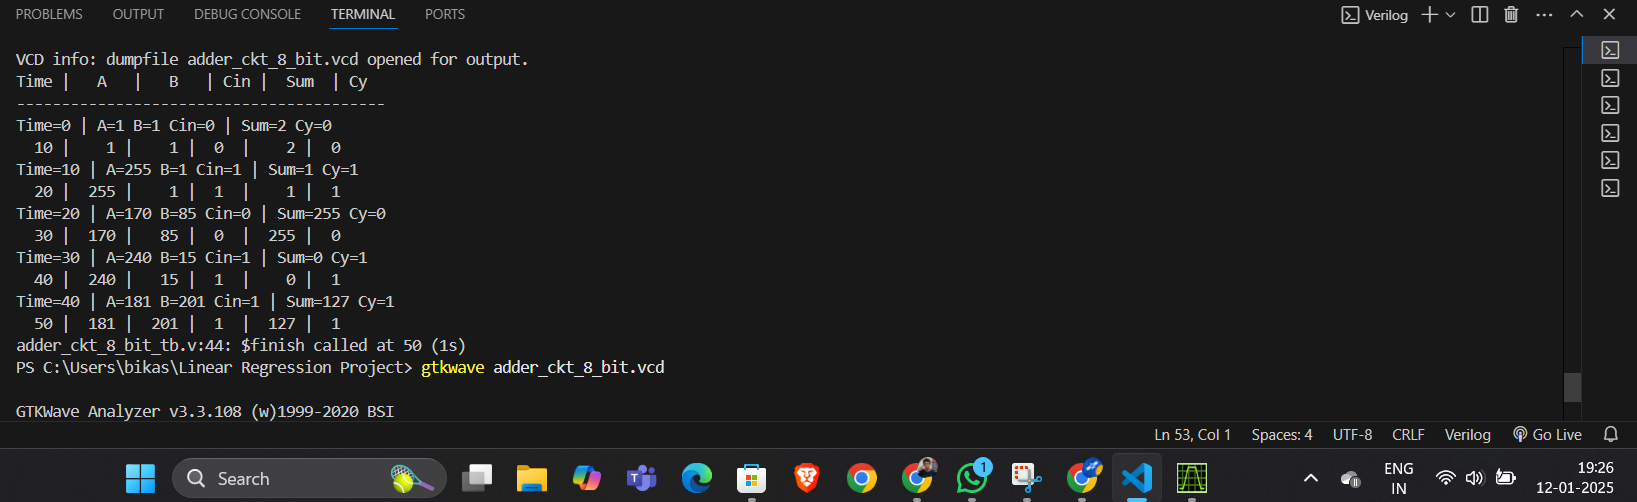 PROBLEMS OUTPUT DEBUG CONSOLE TERMINAL PORTS Verilog
VCD info: dumpfile adder_ckt_8_bit.vcd opened for output.
Time |   A   |   B   | Cin |  Sum  | Cy
-----------------------------------------
Time=0 | A=1 B=1 Cin=0 | Sum=2 Cy=0
  10 |    1 |    1 |  0  |    2 |  0
Time=10 | A=255 B=1 Cin=1 | Sum=1 Cy=1
  20 |  255 |    1 |  1  |    1 |  1
Time=20 | A=170 B=85 Cin=0 | Sum=255 Cy=0
  30 |  170 |   85 |  0  |  255 |  0
Time=30 | A=240 B=15 Cin=1 | Sum=0 Cy=1
  40 |  240 |   15 |  1  |    0 |  1
Time=40 | A=181 B=201 Cin=1 | Sum=127 Cy=1
  50 |  181 |  201 |  1  |  127 |  1
adder_ckt_8_bit_tb.v:44: $finish called at 50 (1s)
PS C:\Users\bikas\Linear Regression Project> gtkwave adder_ckt_8_bit.vcd
GTKWave Analyzer v3.3.108 (w)1999-2020 BSI
Ln 53, Col 1 Spaces: 4 UTF-8 CRLF Verilog Go Live
Search 1 ENG 19:26
IN 12-01-2025